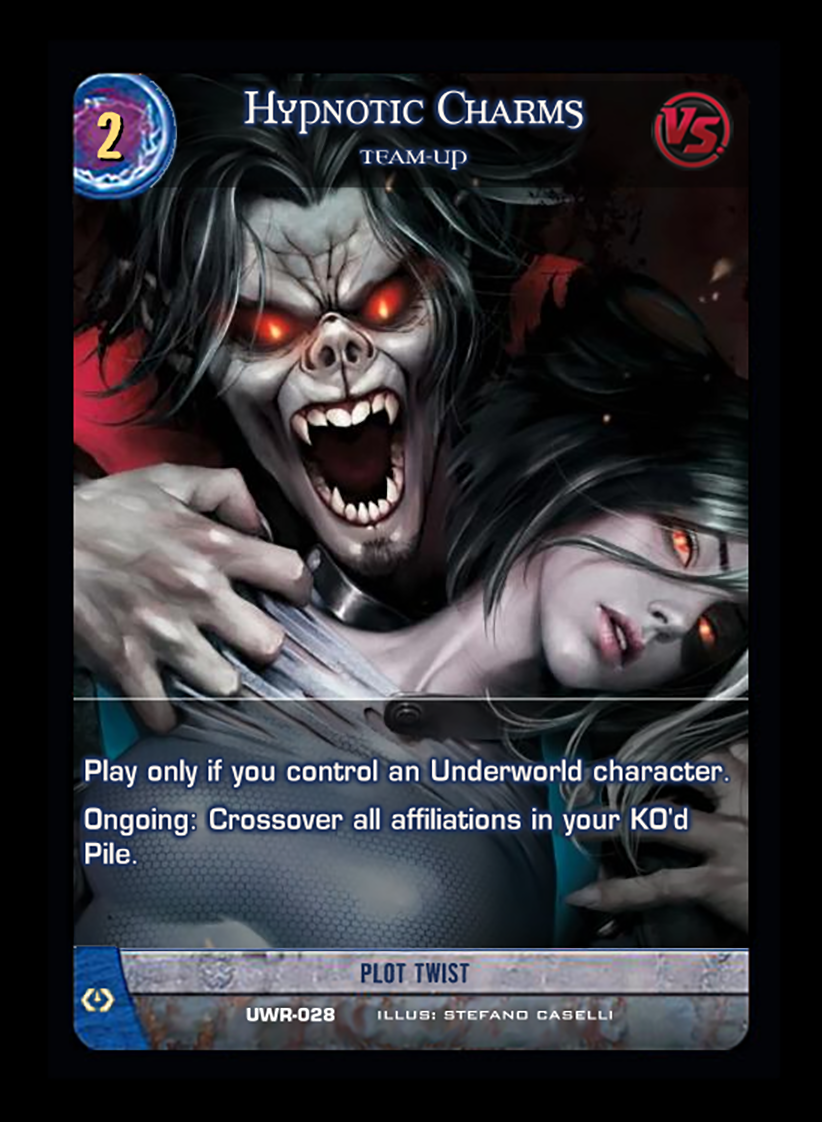 2
Hypnotic Charms
VS.
TEAM-UP
Play only if you control an Underworld character.
Ongoing: Crossover all affiliations in your KO'd
Pile.
PLOT TWIST
UWR-028 ILLUS: STEFANO CASELLI